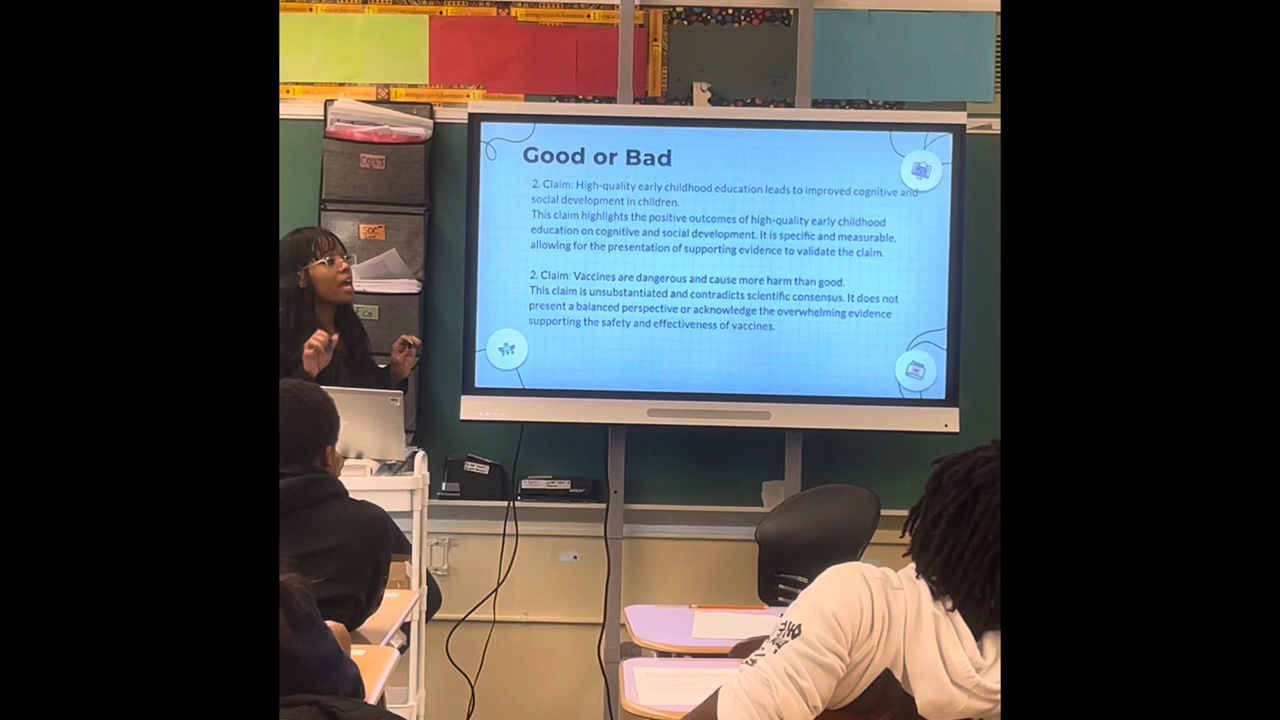 Good or Bad
2. Claim: High-quality early childhood education leads to improved cognitive and
social development in children.
This claim highlights the positive outcomes of high-quality early childhood
education on cognitive and social development. It is specific and measurable,
allowing for the presentation of supporting evidence to validate the claim.
2. Claim: Vaccines are dangerous and cause more harm than good.
This claim is unsubstantiated and contradicts scientific consensus. It does not
present a balanced perspective or acknowledge the overwhelming evidence
supporting the safety and effectiveness of vaccines.
Eco